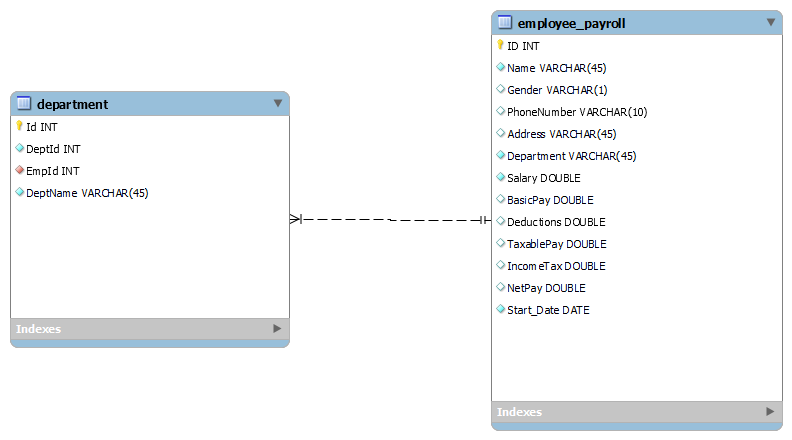 department
Id INT
DeptId INT
EmpId INT
DeptName VARCHAR(45)
Indexes
employee_payroll
ID INT
Name VARCHAR(45)
Gender VARCHAR(1)
PhoneNumber VARCHAR(10)
Address VARCHAR(45)
Department VARCHAR(45)
Salary DOUBLE
BasicPay DOUBLE
Deductions DOUBLE
TaxablePay DOUBLE
IncomeTax DOUBLE
NetPay DOUBLE
Start_Date DATE
Indexes